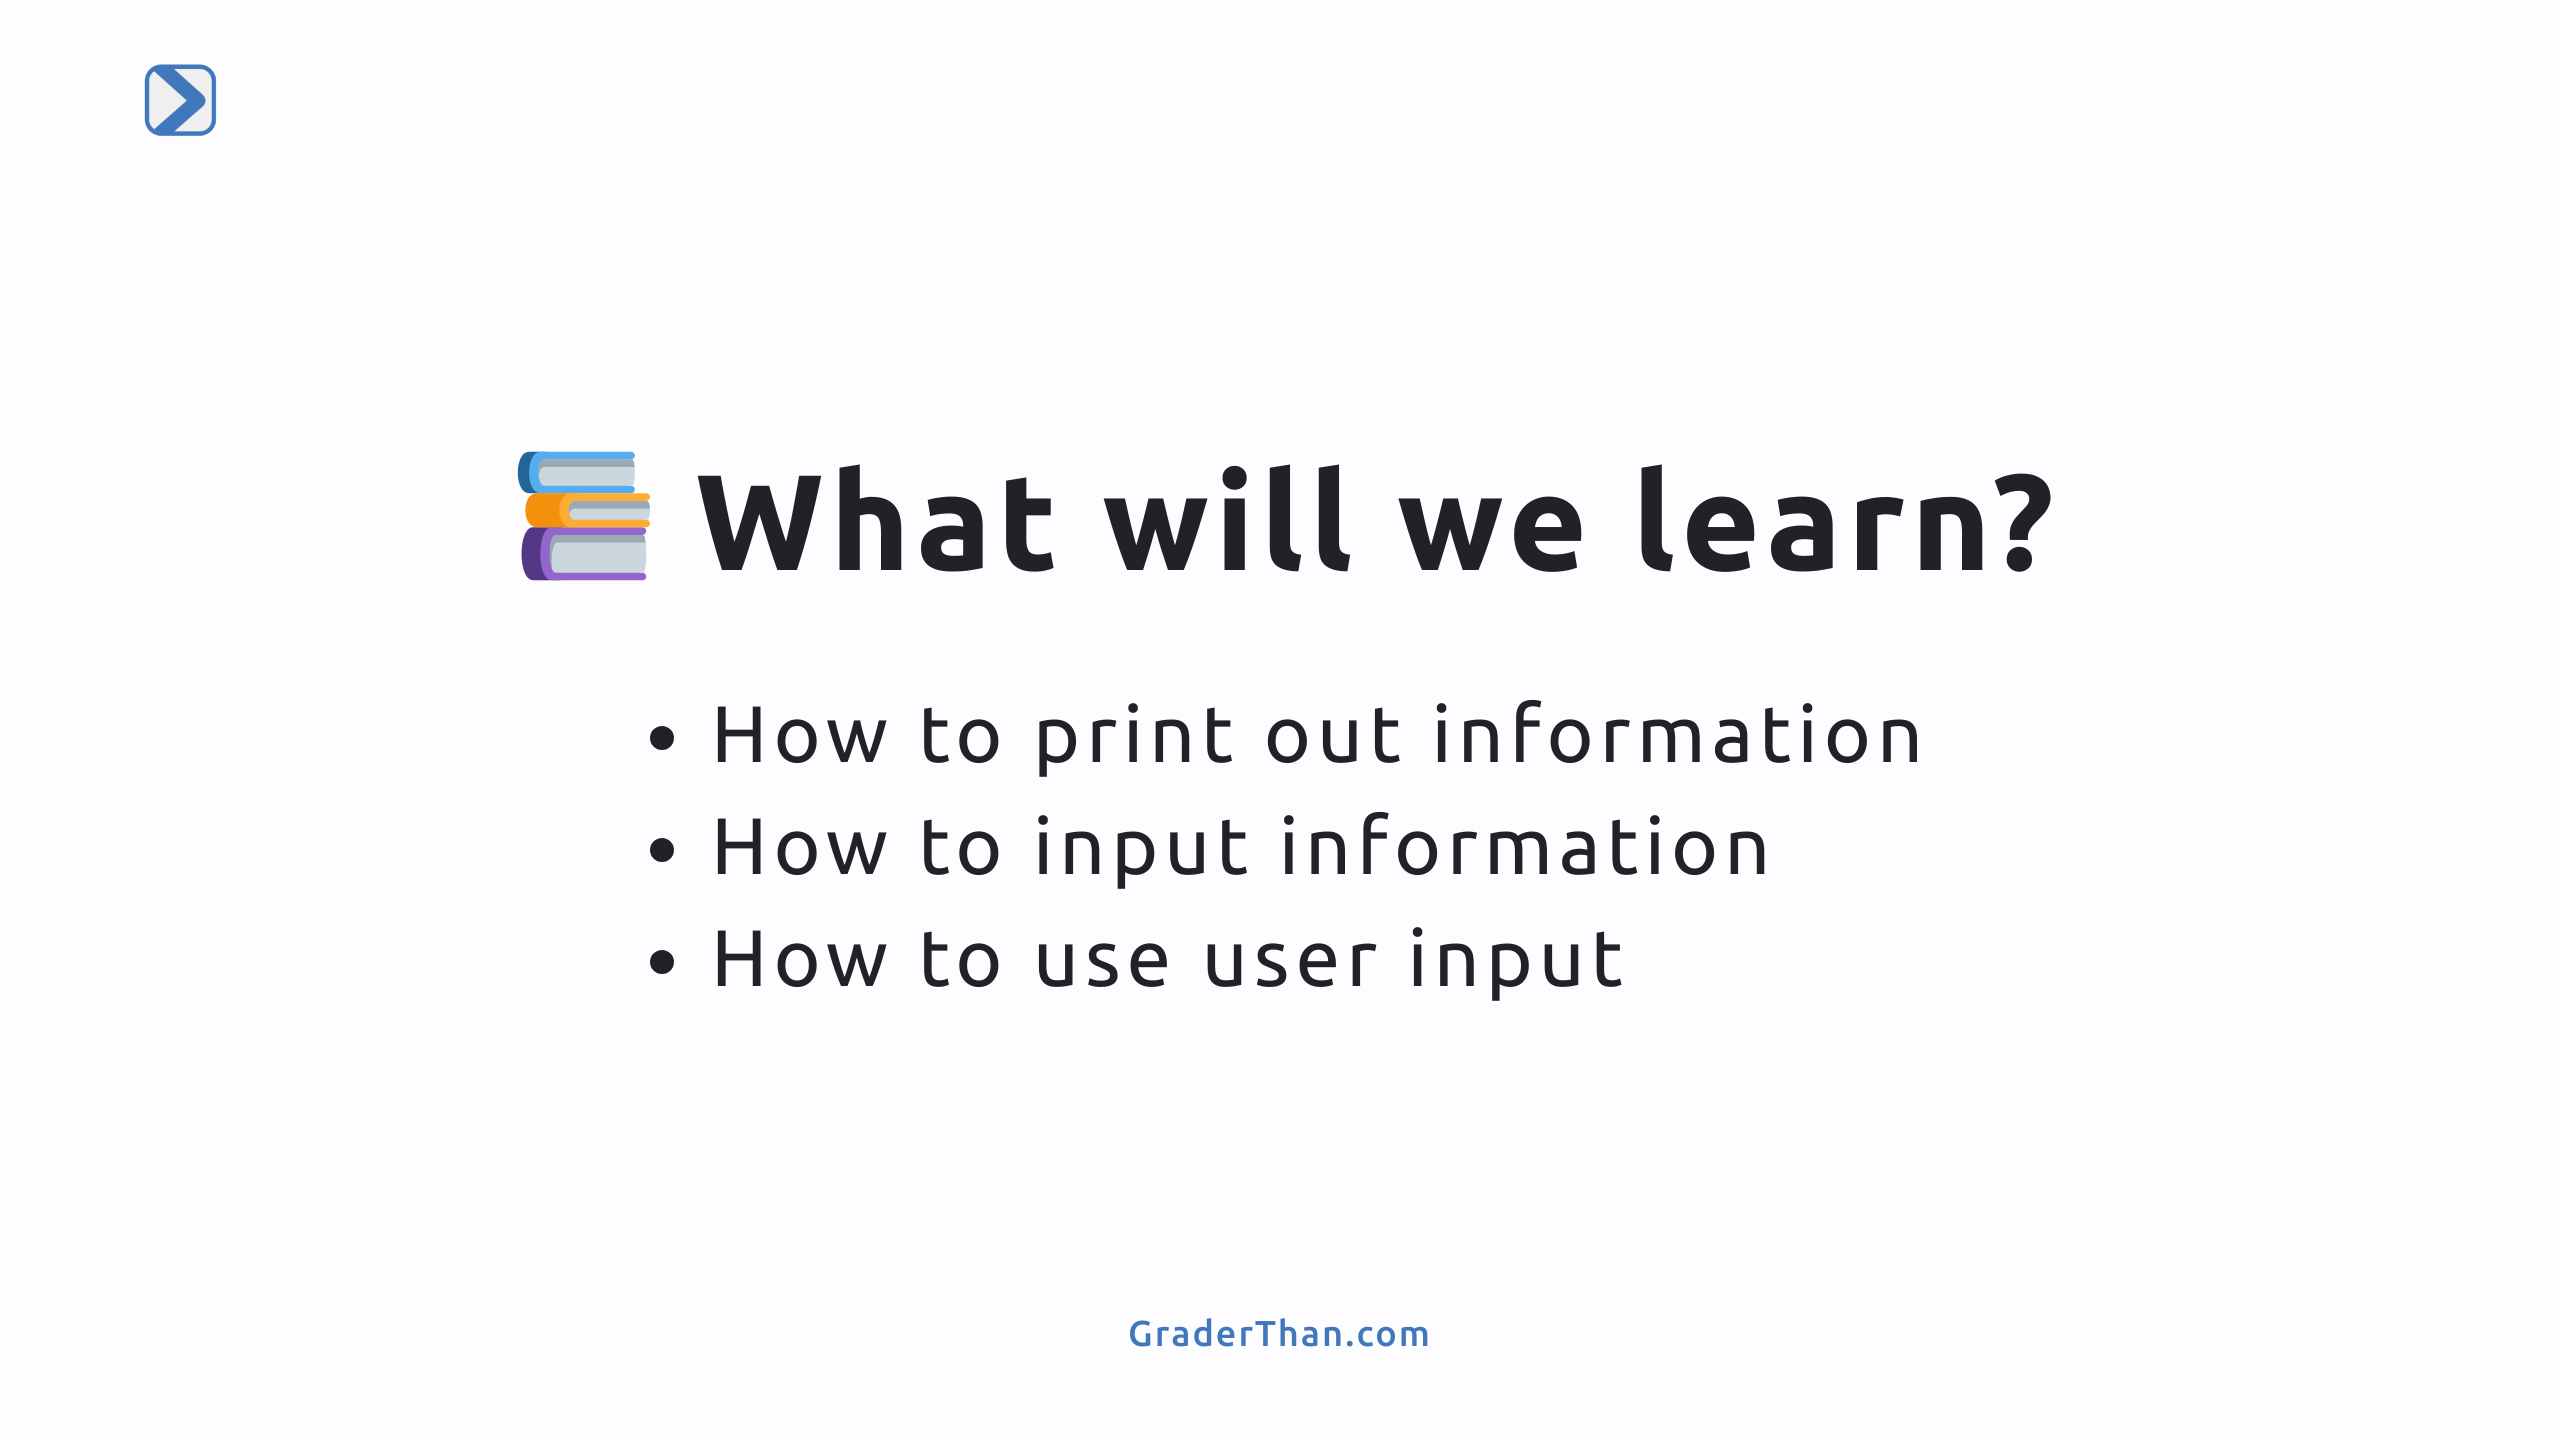 What will we learn?
• How to print out information
• How to input information
• How to use user input
GraderThan.com